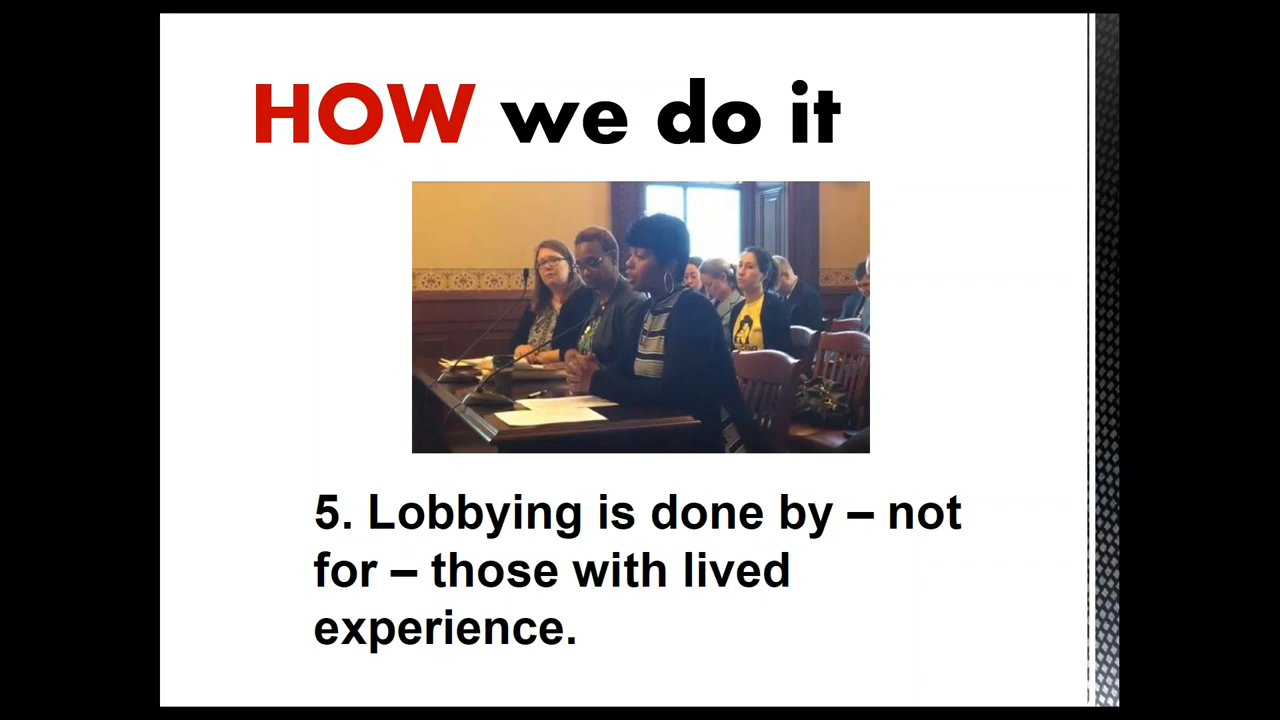 HOW we do it
5. Lobbying is done by – not
for – those with lived
experience.